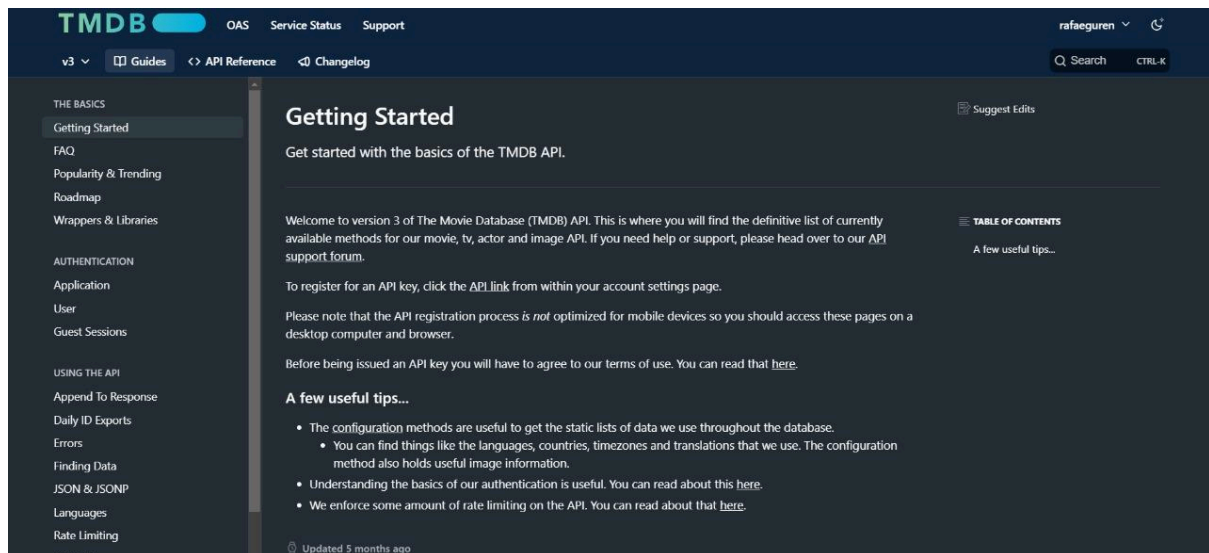 TMDB OAS Service Status Support rafaeguren
v3 Guides <> API Reference Changelog Search CTRL-K
THE BASICS
Getting Started
FAQ
Popularity & Trending
Roadmap
Wrappers & Libraries
AUTHENTICATION
Application
User
Guest Sessions
USING THE API
Append To Response
Daily ID Exports
Errors
Finding Data
JSON & JSONP
Languages
Rate Limiting
Getting Started
Get started with the basics of the TMDB API.
Welcome to version 3 of The Movie Database (TMDB) API. This is where you will find the definitive list of currently
available methods for our movie, tv, actor and image API. If you need help or support, please head over to our API
support forum.
To register for an API key, click the API link from within your account settings page.
Please note that the API registration process is not optimized for mobile devices so you should access these pages on a
desktop computer and browser.
Before being issued an API key you will have to agree to our terms of use. You can read that here.
A few useful tips...
• The configuration methods are useful to get the static lists of data we use throughout the database.
• You can find things like the languages, countries, timezones and translations that we use. The configuration
method also holds useful image information.
• Understanding the basics of our authentication is useful. You can read about this here.
• We enforce some amount of rate limiting on the API. You can read about that here.
Updated 5 months ago
Suggest Edits
TABLE OF CONTENTS
A few useful tips...